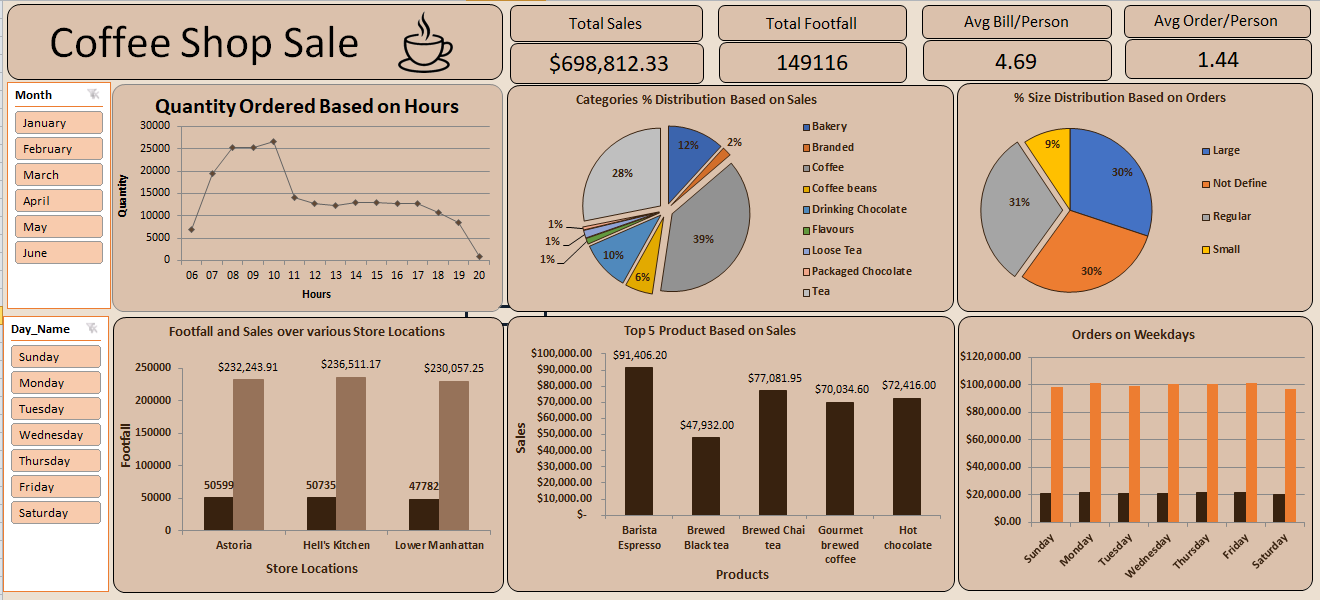 Coffee Shop Sale
Total Sales
$698,812.33
Total Footfall
149116
Avg Bill/Person
4.69
Avg Order/Person
1.44
Month
January
February
March
April
May
June
Day_Name
Sunday
Monday
Tuesday
Wednesday
Thursday
Friday
Saturday
Quantity Ordered Based on Hours
Quantity
30000
25000
20000
15000
10000
5000
0
06 07 08 09 10 11 12 13 14 15 16 17 18 19 20
Hours
Categories % Distribution Based on Sales
12%
2%
39%
6%
10%
1%
1%
1%
28%
Bakery
Branded
Coffee
Coffee beans
Drinking Chocolate
Flavours
Loose Tea
Packaged Chocolate
Tea
% Size Distribution Based on Orders
30%
30%
31%
9%
Large
Not Define
Regular
Small
Footfall and Sales over various Store Locations
Footfall
250000
200000
150000
100000
50000
0
$232,243.91
$236,511.17
$230,057.25
50599
50735
47782
Astoria
Hell's Kitchen
Lower Manhattan
Store Locations
Top 5 Product Based on Sales
Sales
$100,000.00
$90,000.00
$80,000.00
$70,000.00
$60,000.00
$50,000.00
$40,000.00
$30,000.00
$20,000.00
$10,000.00
$-
$91,406.20
$47,932.00
$77,081.95
$70,034.60
$72,416.00
Barista
Espresso
Brewed
Black tea
Brewed Chai
tea
Gourmet
brewed
coffee
Hot
chocolate
Products
Orders on Weekdays
$120,000.00
$100,000.00
$80,000.00
$60,000.00
$40,000.00
$20,000.00
$0.00
Sunday
Monday
Tuesday
Wednesday
Thursday
Friday
Saturday